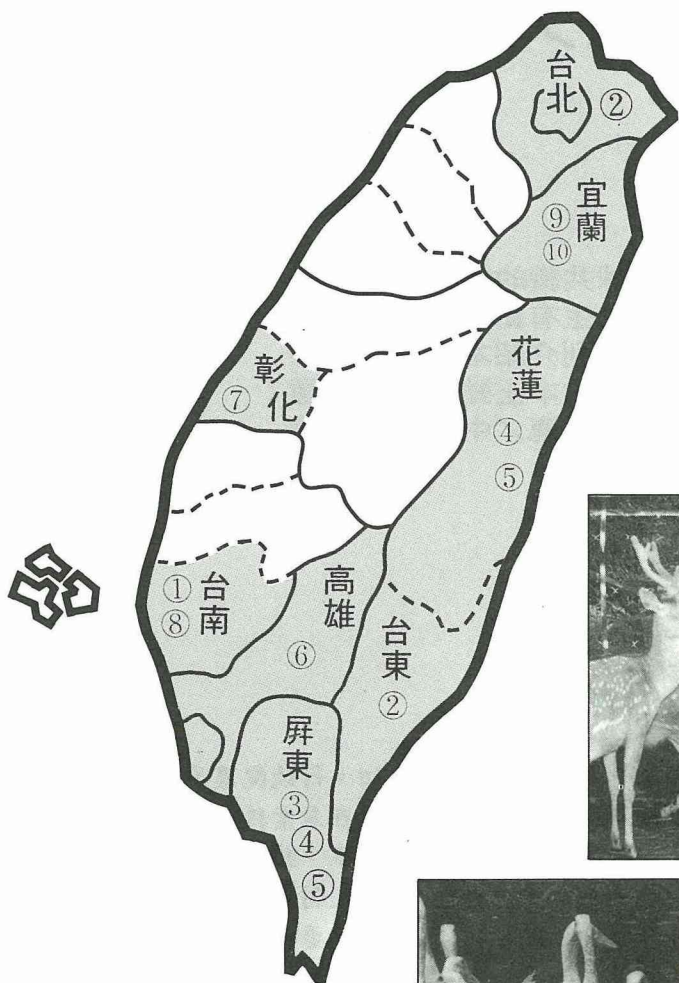 台北
②
宜蘭
⑨
⑩
花蓮
④
⑤
彰化
⑦
①
⑧
台南
高雄
⑥
台東
②
屏東
③
④
⑤